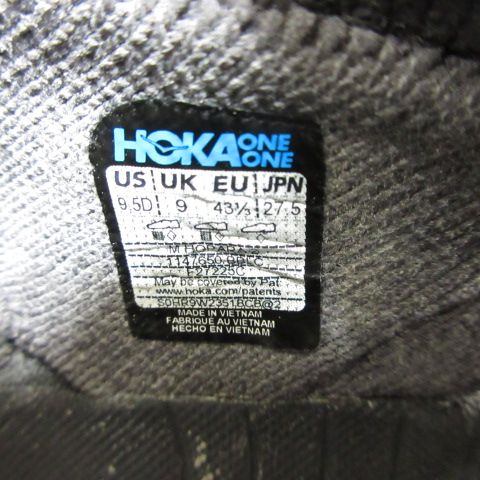 HOKA ONE ONE
US UK EU JPN
9.5D 9 43⅓ 27.5
1147650
F27225C
May be covered by Pat.
www.hoka.com/patents
MADE IN VIETNAM
FABRIQUE AU VIETNAM
HECHO EN VIETNAM